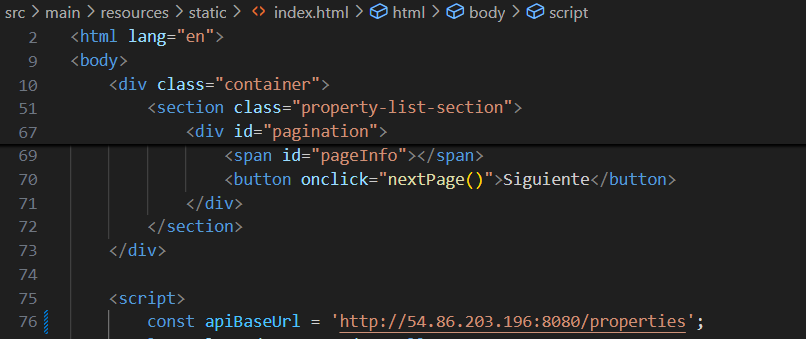 src > main > resources > static > <> index.html > html > body > script
2 <html lang="en">
9 <body>
10 <div class="container">
51 <section class="property-list-section">
67 <div id="pagination">
69 <span id="pageInfo"></span>
70 <button onclick="nextPage()">Siguiente</button>
71 </div>
72 </section>
73 </div>
74
75 <script>
76 const apiBaseUrl = 'http://54.86.203.196:8080/properties';